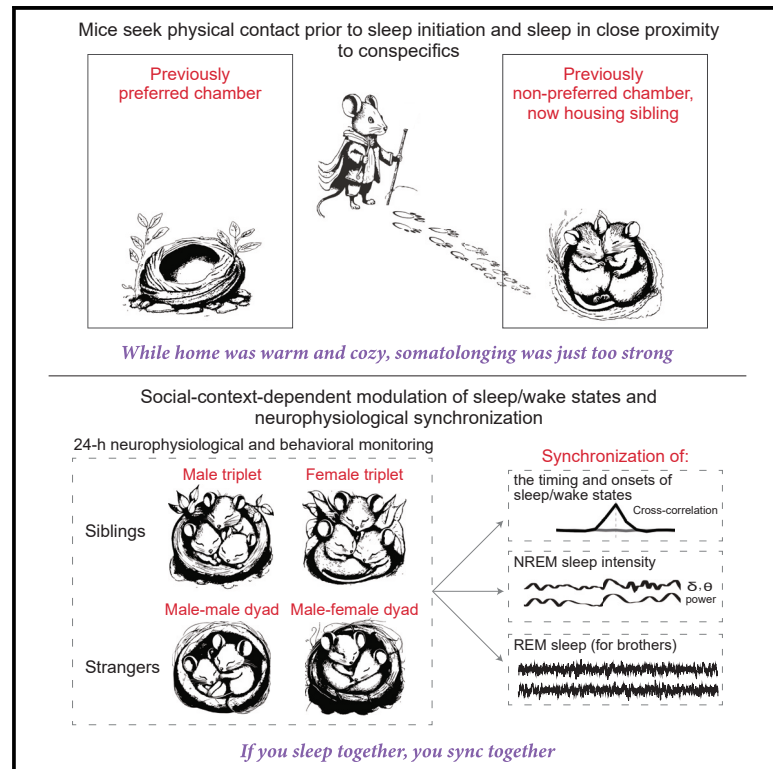 Mice seek physical contact prior to sleep initiation and sleep in close proximity
to conspecifics
Previously
preferred chamber
Previously
non-preferred chamber,
now housing sibling
While home was warm and cozy, somatolonging was just too strong
Social-context-dependent modulation of sleep/wake states and
neurophysiological synchronization
24-h neurophysiological and behavioral monitoring
Male triplet
Female triplet
Siblings
Male-male dyad
Male-female dyad
Strangers
Synchronization of:
the timing and onsets of
sleep/wake states
Cross-correlation
NREM sleep intensity
δ, θ
power
REM sleep (for brothers)
If you sleep together, you sync together